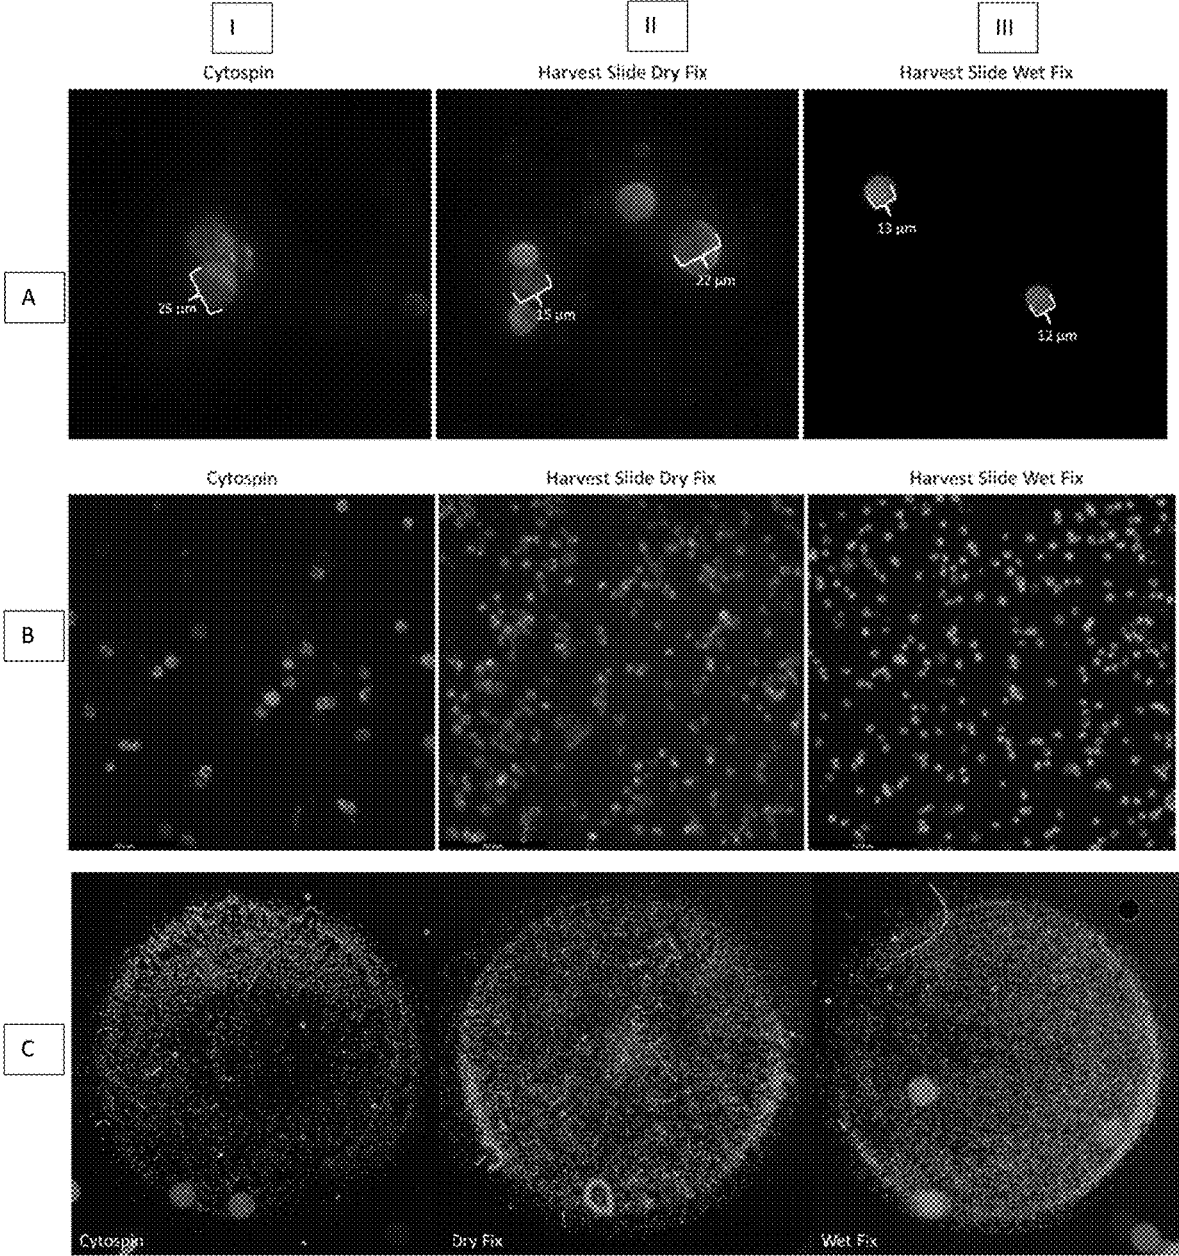 I
II
III
Cytospin
Harvest Slide Dry Fix
Harvest Slide Wet Fix
A
25 μm
15 μm
22 μm
13 μm
12 μm
Cytospin
Harvest Slide Dry Fix
Harvest Slide Wet Fix
B
C
Cytospin
Dry Fix
Wet Fix